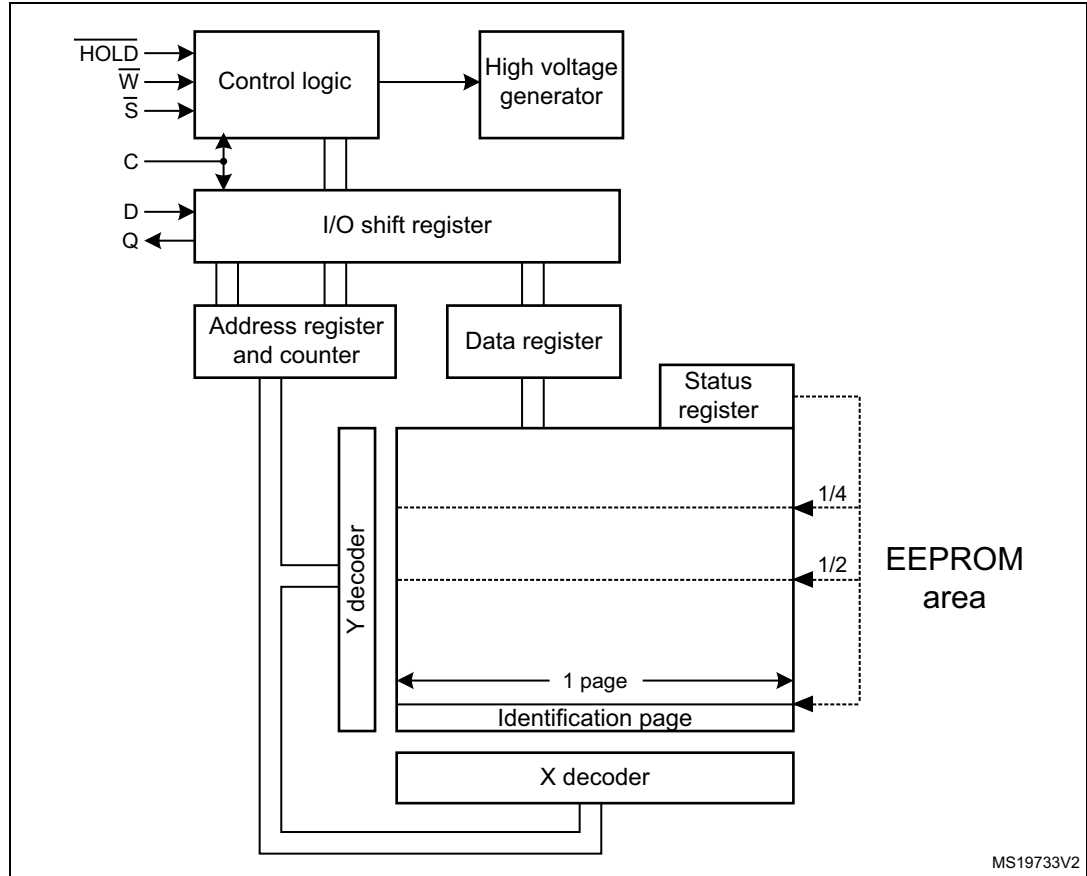 HOLD
W
S
C
D
Q
Control logic
High voltage
generator
I/O shift register
Address register
and counter
Data register
Status
register
Y decoder
1/4
1/2
EEPROM
area
1 page
Identification page
X decoder
MS19733V2